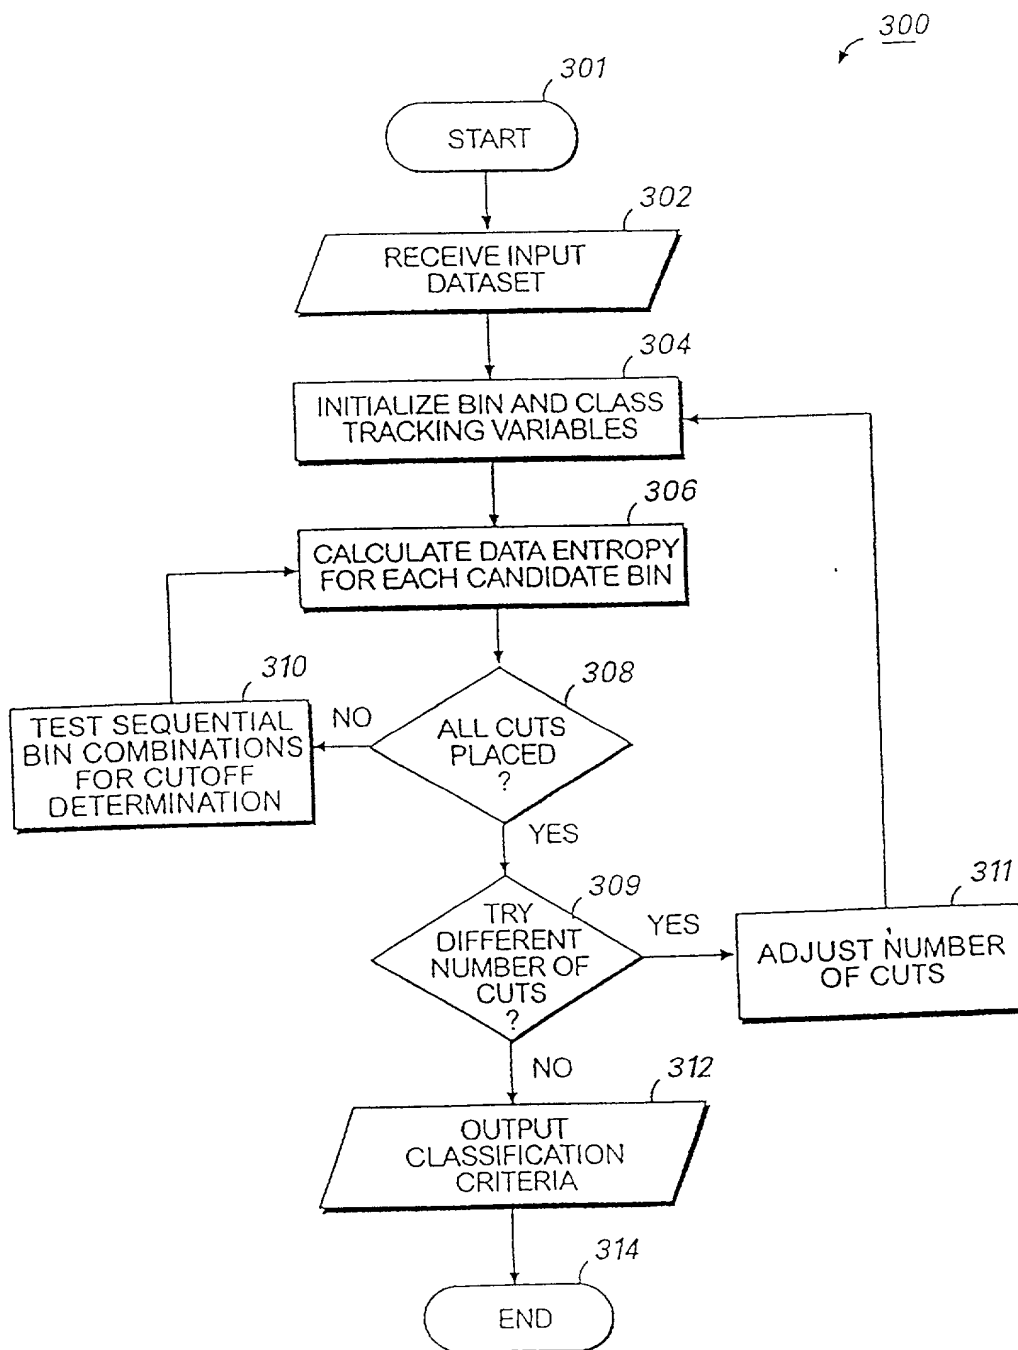 300
301
START
302
RECEIVE INPUT
DATASET
304
INITIALIZE BIN AND CLASS
TRACKING VARIABLES
306
CALCULATE DATA ENTROPY
FOR EACH CANDIDATE BIN
308
ALL CUTS
PLACED
?
NO
310
TEST SEQUENTIAL
BIN COMBINATIONS
FOR CUTOFF
DETERMINATION
YES
309
TRY
DIFFERENT
NUMBER OF
CUTS
?
YES
311
ADJUST NUMBER
OF CUTS
NO
312
OUTPUT
CLASSIFICATION
CRITERIA
314
END